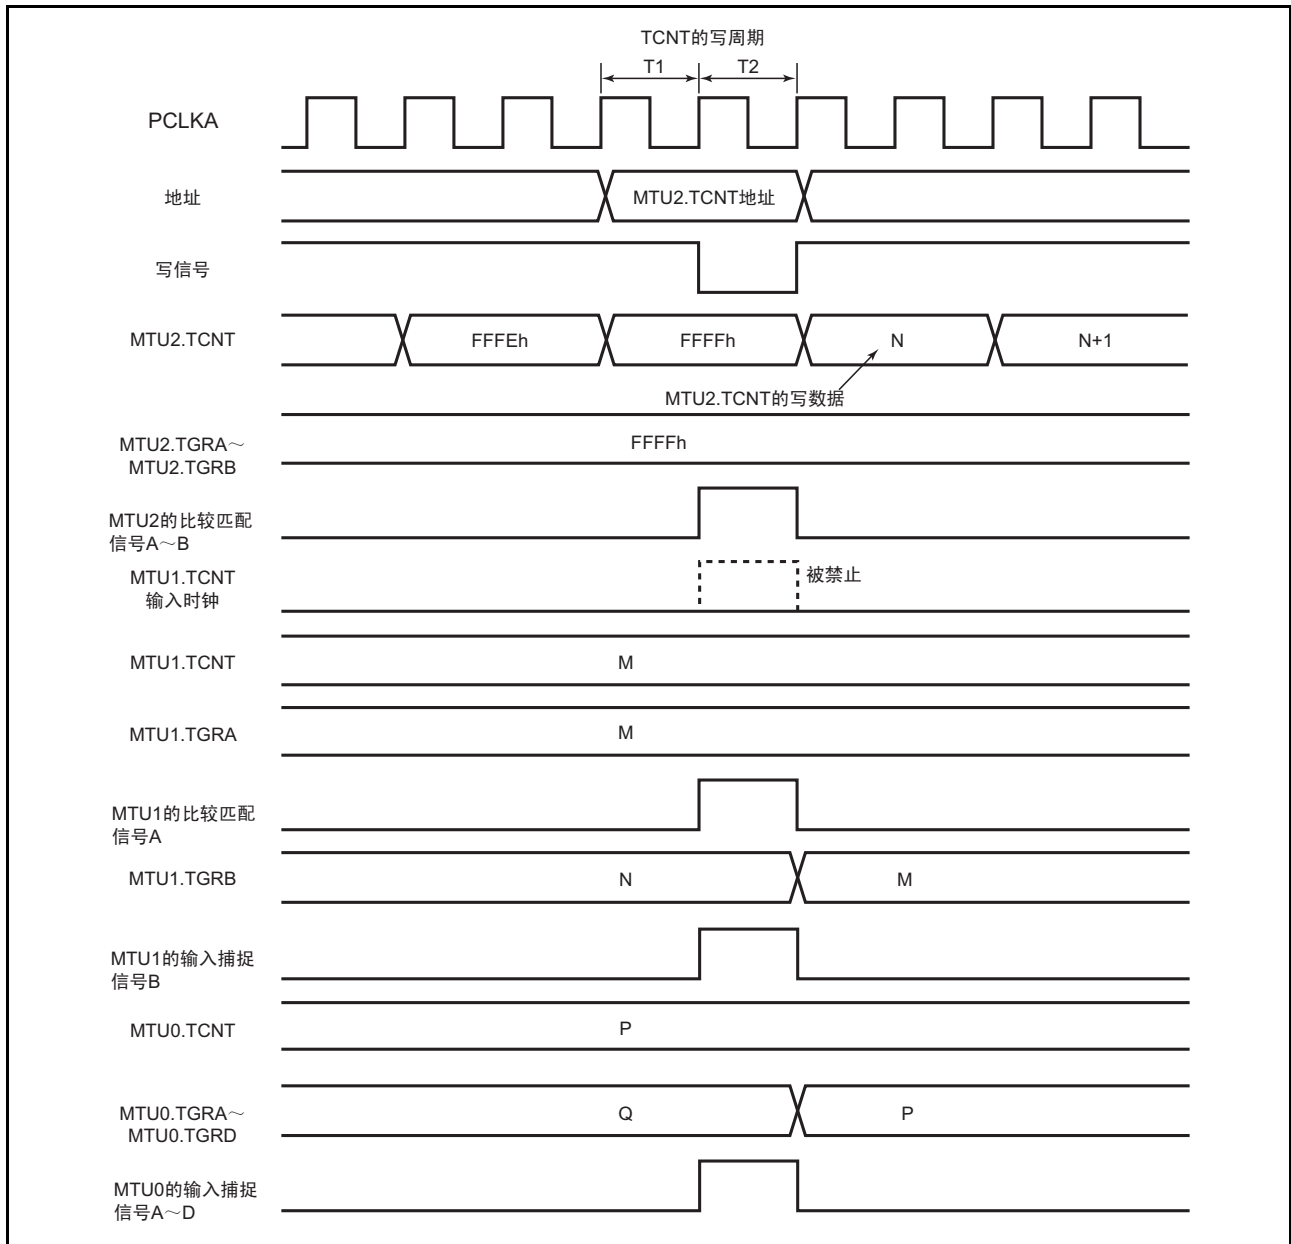 TCNT的写周期
T1 T2
PCLKA
地址
MTU2.TCNT地址
写信号
MTU2.TCNT
FFFEh FFFFh N N+1
MTU2.TCNT的写数据
MTU2.TGRA～
MTU2.TGRB
FFFFh
MTU2的比较匹配
信号A～B
MTU1.TCNT
输入时钟
被禁止
MTU1.TCNT
M
MTU1.TGRA
M
MTU1的比较匹配
信号A
MTU1.TGRB
N M
MTU1的输入捕捉
信号B
MTU0.TCNT
P
MTU0.TGRA～
MTU0.TGRD
Q P
MTU0的输入捕捉
信号A～D